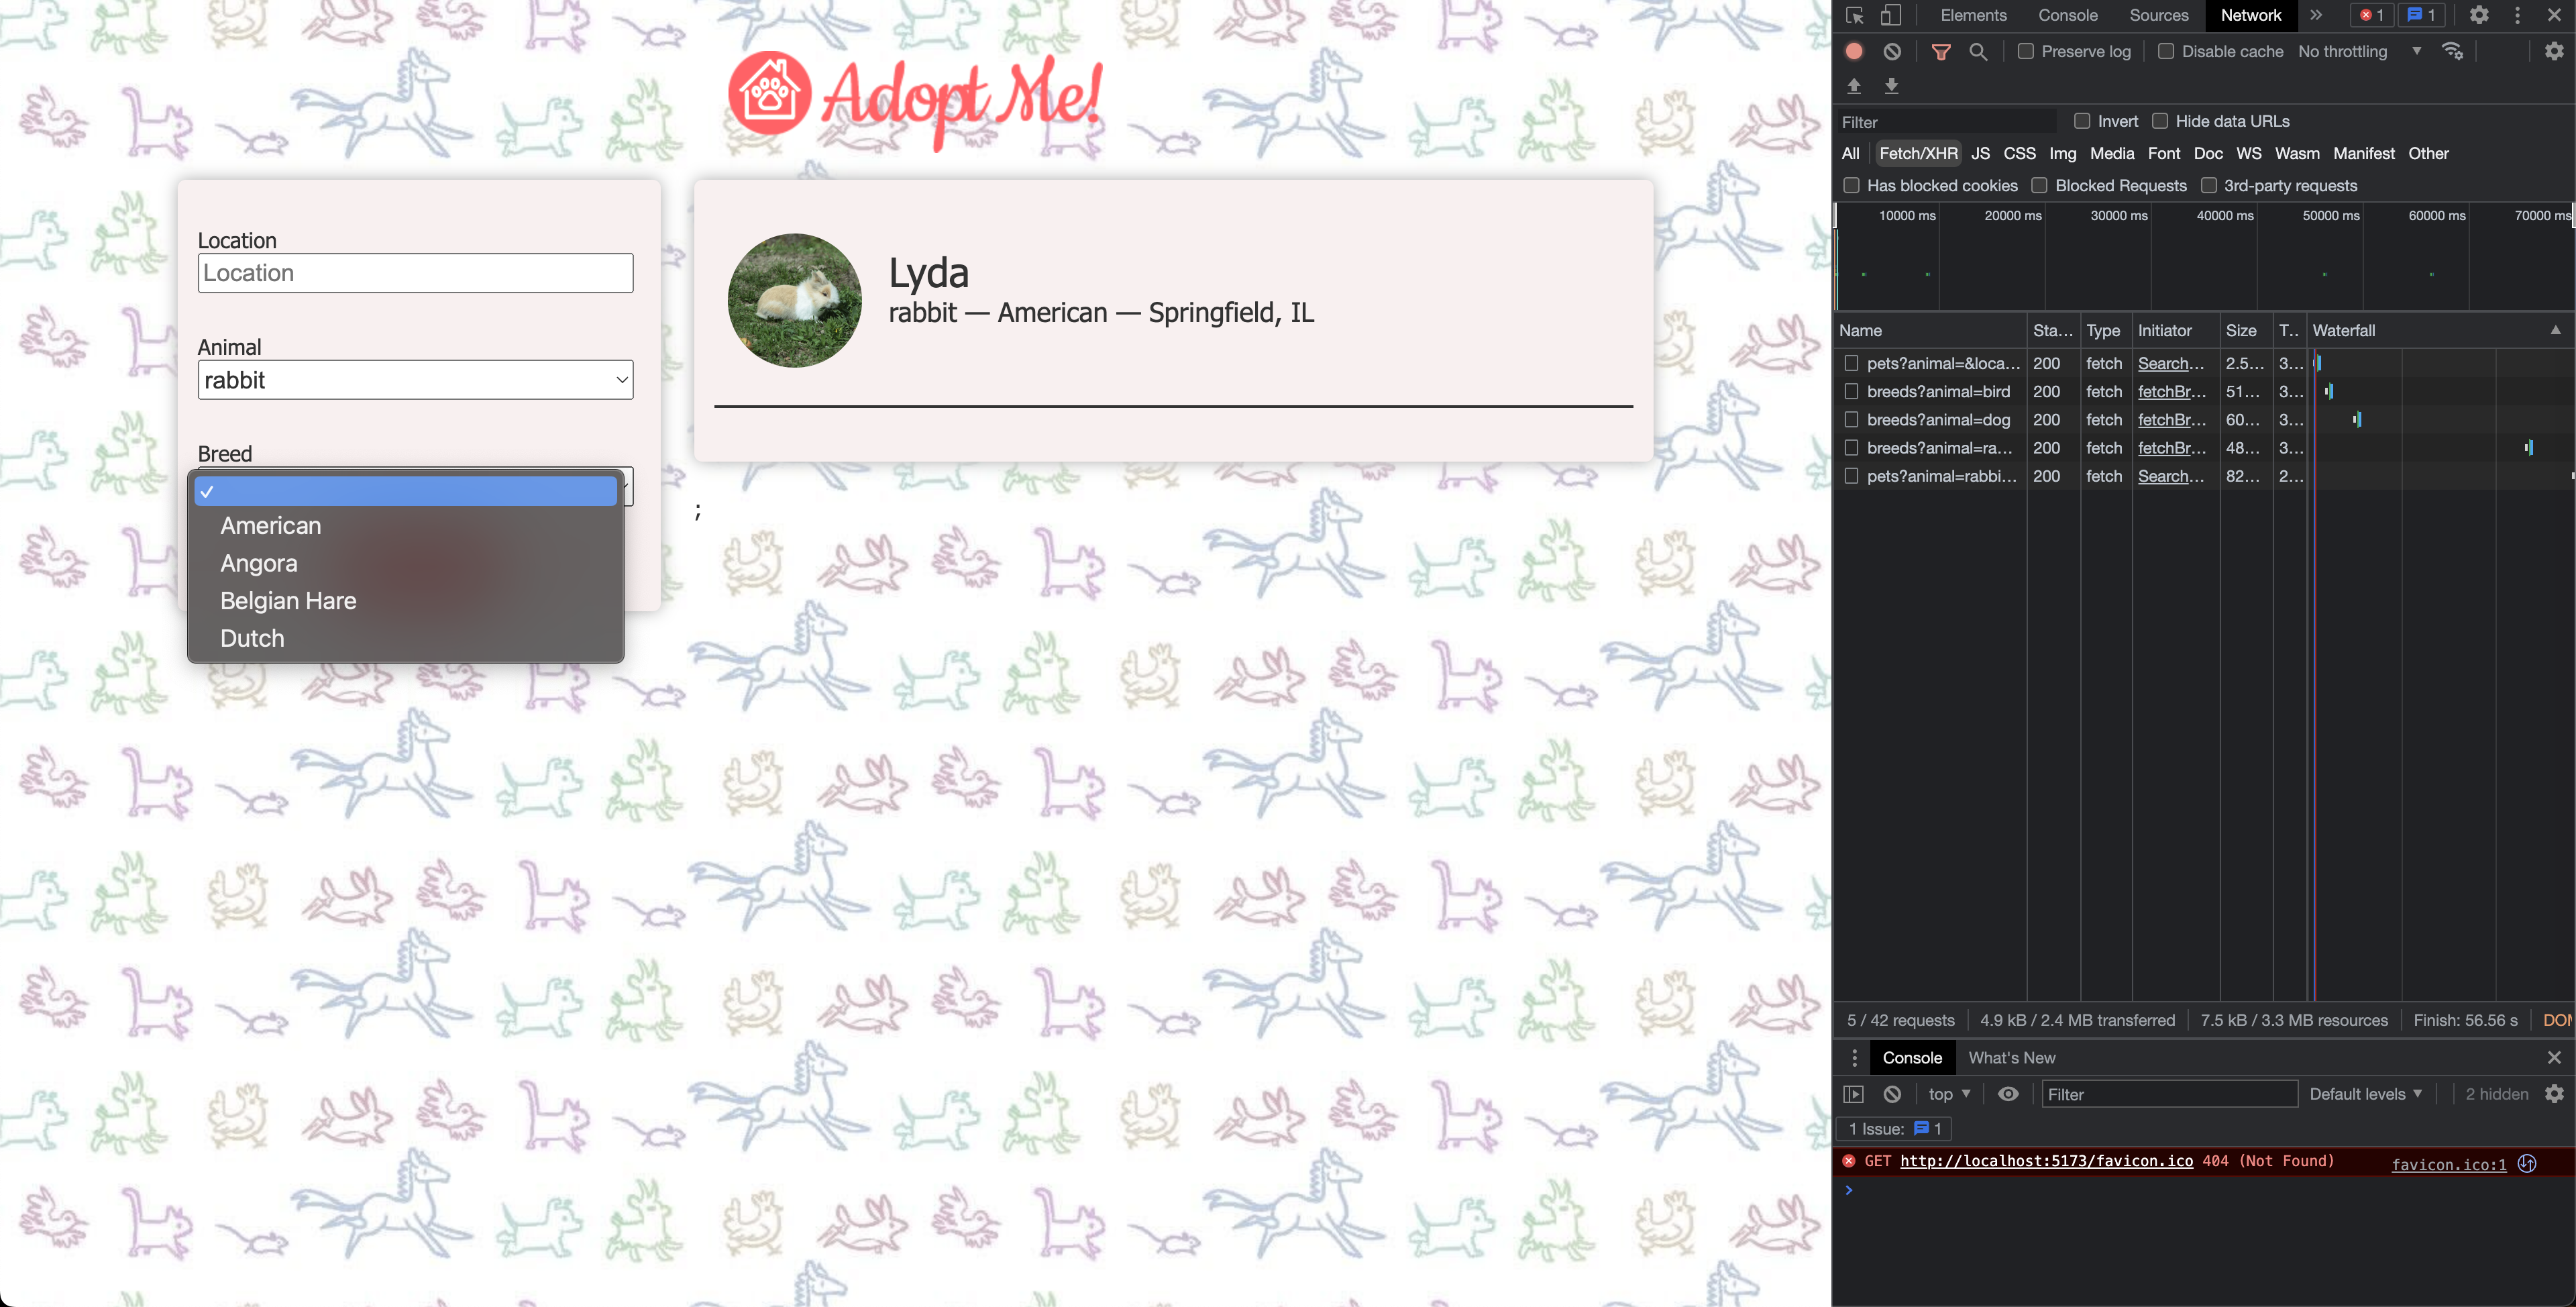 Adopt Me!
Location
Location
Animal
rabbit
Breed
American
Angora
Belgian Hare
Dutch
Lyda
rabbit — American — Springfield, IL
;
Elements Console Sources Network 1 1
Preserve log Disable cache No throttling
Filter Invert Hide data URLs
All Fetch/XHR JS CSS Img Media Font Doc WS Wasm Manifest Other
Has blocked cookies Blocked Requests 3rd-party requests
10000 ms 20000 ms 30000 ms 40000 ms 50000 ms 60000 ms 70000 ms
Name Sta... Type Initiator Size T.. Waterfall
pets?animal=&loca... 200 fetch Search... 2.5... 3...
breeds?animal=bird 200 fetch fetchBr... 51... 3...
breeds?animal=dog 200 fetch fetchBr... 60... 3...
breeds?animal=ra... 200 fetch fetchBr... 48... 3...
pets?animal=rabbi... 200 fetch Search... 82... 2...
5 / 42 requests 4.9 kB / 2.4 MB transferred 7.5 kB / 3.3 MB resources Finish: 56.56 s
Console What's New
top Filter Default levels 2 hidden
1 Issue: 1
GET http://localhost:5173/favicon.ico 404 (Not Found) favicon.ico:1